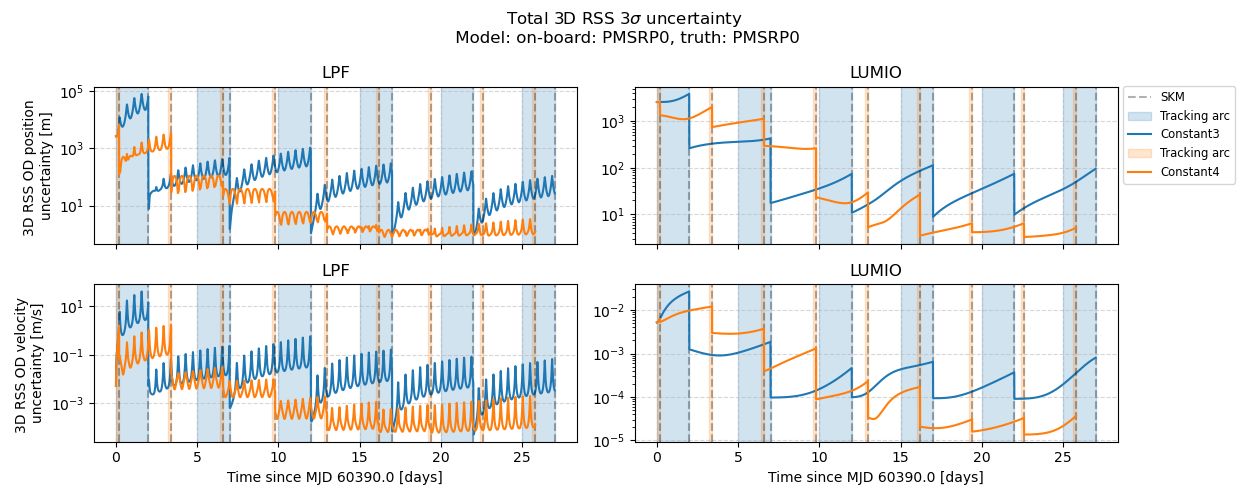 Total 3D RSS 3σ uncertainty
Model: on-board: PMSRP0, truth: PMSRP0
LPF
LUMIO
3D RSS OD position
uncertainty [m]
10^5
10^3
10^1
10^3
10^2
10^1
SKM
Tracking arc
Constant3
Tracking arc
Constant4
LPF
LUMIO
3D RSS OD velocity
uncertainty [m/s]
10^1
10^−1
10^−3
10^−2
10^−3
10^−4
10^−5
0 5 10 15 20 25
0 5 10 15 20 25
Time since MJD 60390.0 [days]
Time since MJD 60390.0 [days]